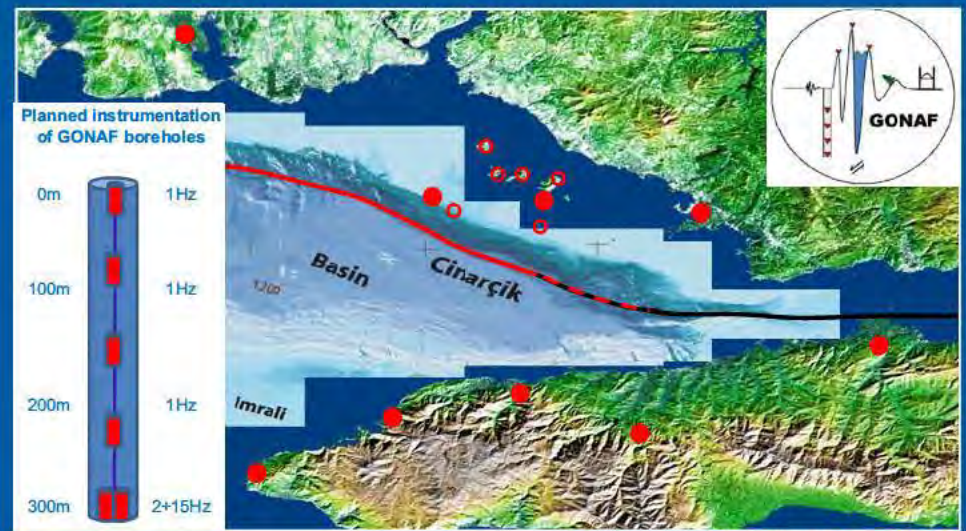 Planned instrumentation
of GONAF boreholes
0m 1Hz
100m 1Hz
200m 1Hz
300m 2+15Hz
GONAF
Basin
Cinarçik
1200
Imrali